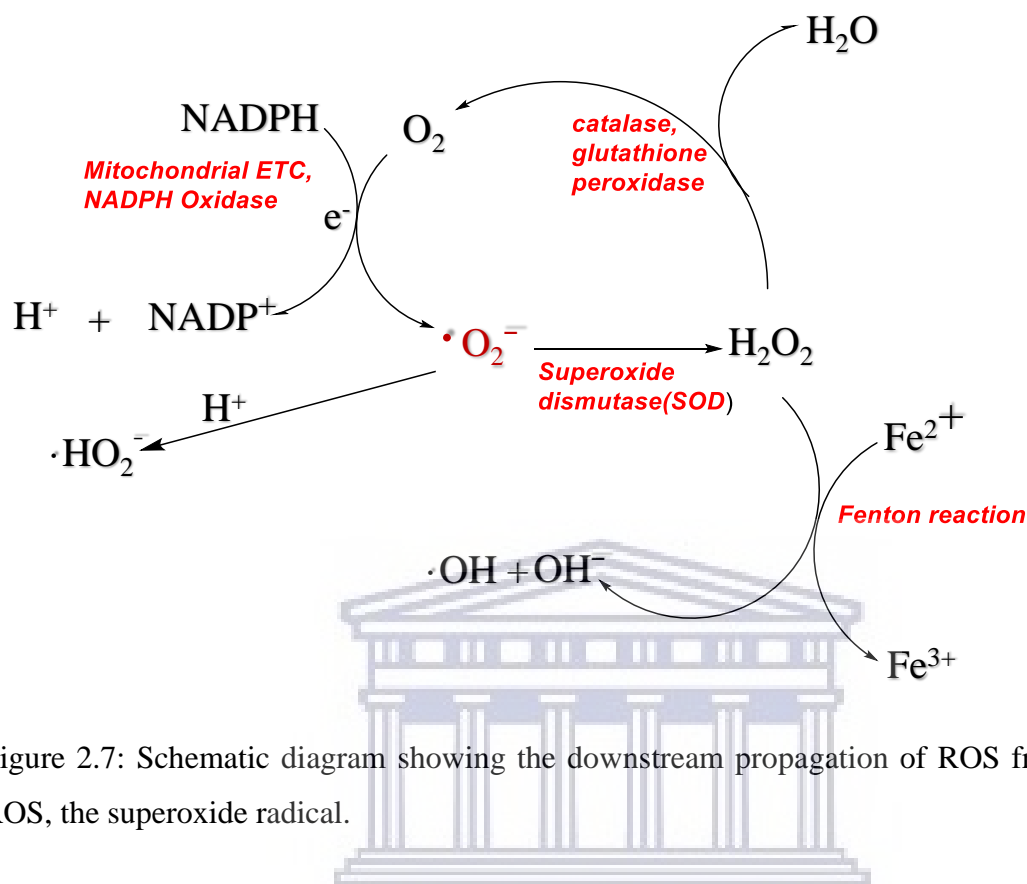 H₂O
NADPH
O₂
catalase,
glutathione
peroxidase
Mitochondrial ETC,
NADPH Oxidase
e⁻
H⁺ + NADP⁺
·O₂⁻
H₂O₂
Superoxide
dismutase(SOD)
H⁺
·HO₂⁻
Fe²⁺
Fenton reaction
·OH + OH⁻
Fe³⁺
igure 2.7: Schematic diagram showing the downstream propagation of ROS fr
ROS, the superoxide radical.